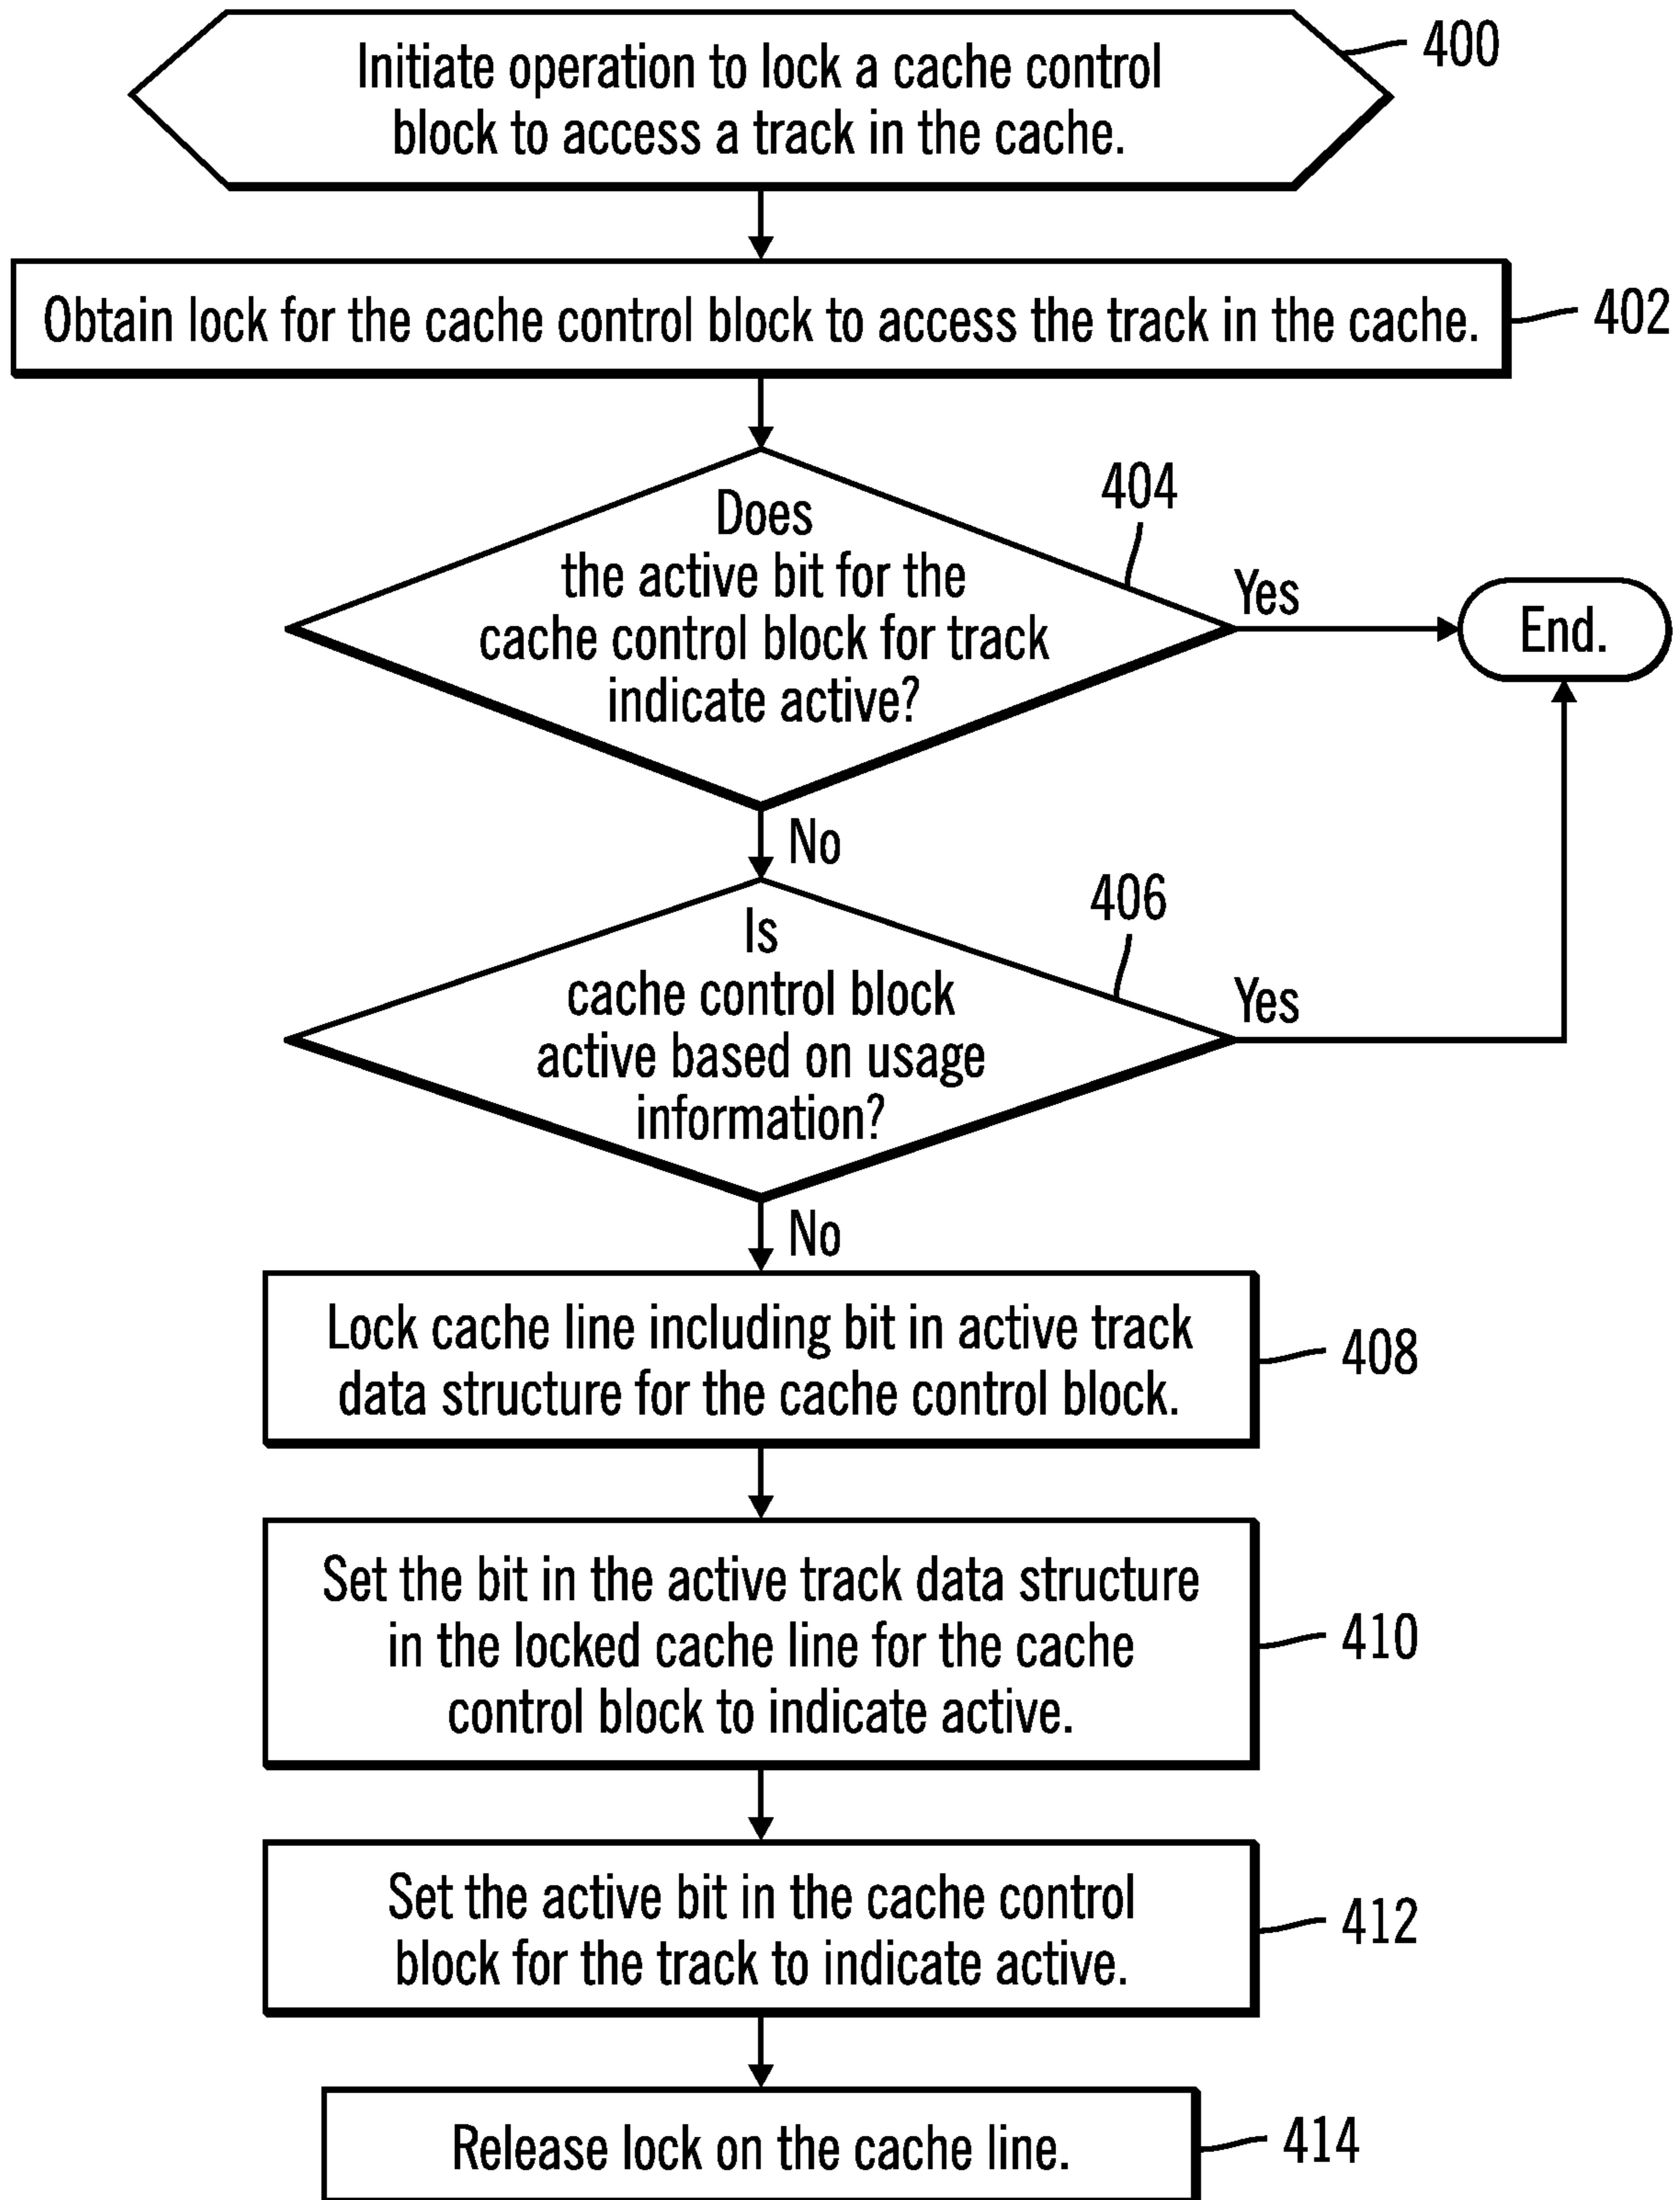 Initiate operation to lock a cache control
block to access a track in the cache.
400
Obtain lock for the cache control block to access the track in the cache.
402
Does
the active bit for the
cache control block for track
indicate active?
404
Yes
End.
No
Is
cache control block
active based on usage
information?
406
Yes
No
Lock cache line including bit in active track
data structure for the cache control block.
408
Set the bit in the active track data structure
in the locked cache line for the cache
control block to indicate active.
410
Set the active bit in the cache control
block for the track to indicate active.
412
Release lock on the cache line.
414